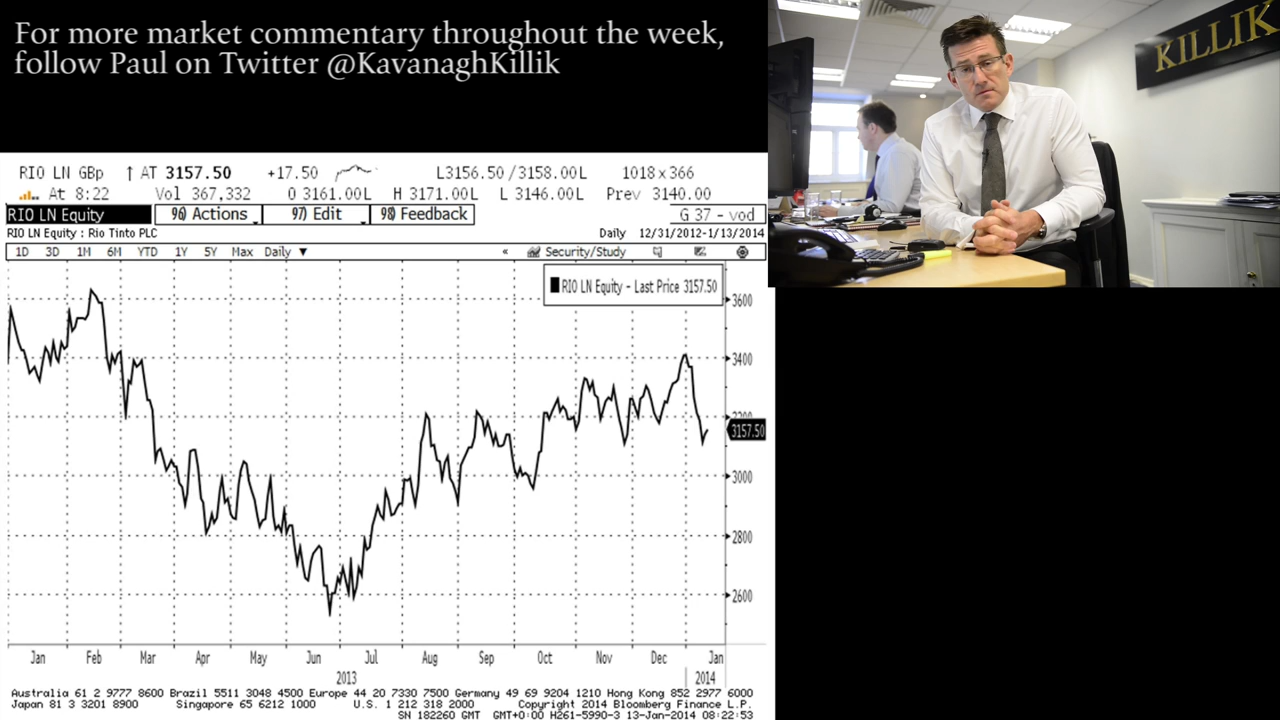 For more market commentary throughout the week,
follow Paul on Twitter @KavanaghKillik
KILLIK
RIO LN GBp ↑ AT 3157.50 +17.50 L3156.50/3158.00L 1018x366
At 8:22 Vol 367,332 O 3161.00L H 3171.00L L 3146.00L Prev 3140.00
RIO LN Equity 96) Actions 97) Edit 98) Feedback G 37 - vod
RIO LN Equity : Rio Tinto PLC Daily 12/31/2012-1/13/2014
1D 3D 1M 6M YTD 1Y 5Y Max Daily ▼ « Security/Study
RIO LN Equity - Last Price 3157.50
3600
3400
3200
3157.50
3000
2800
2600
Jan Feb Mar Apr May Jun Jul Aug Sep Oct Nov Dec Jan
2013 2014
Australia 61 2 9777 8600 Brazil 5511 3048 4500 Europe 44 20 7330 7500 Germany 49 69 9204 1210 Hong Kong 852 2977 6000
Japan 81 3 3201 8900 Singapore 65 6212 1000 U.S. 1 212 318 2000 Copyright 2014 Bloomberg Finance L.P.
SN 182260 GMT GMT+0:00 H261-5990-3 13-Jan-2014 08:22:53